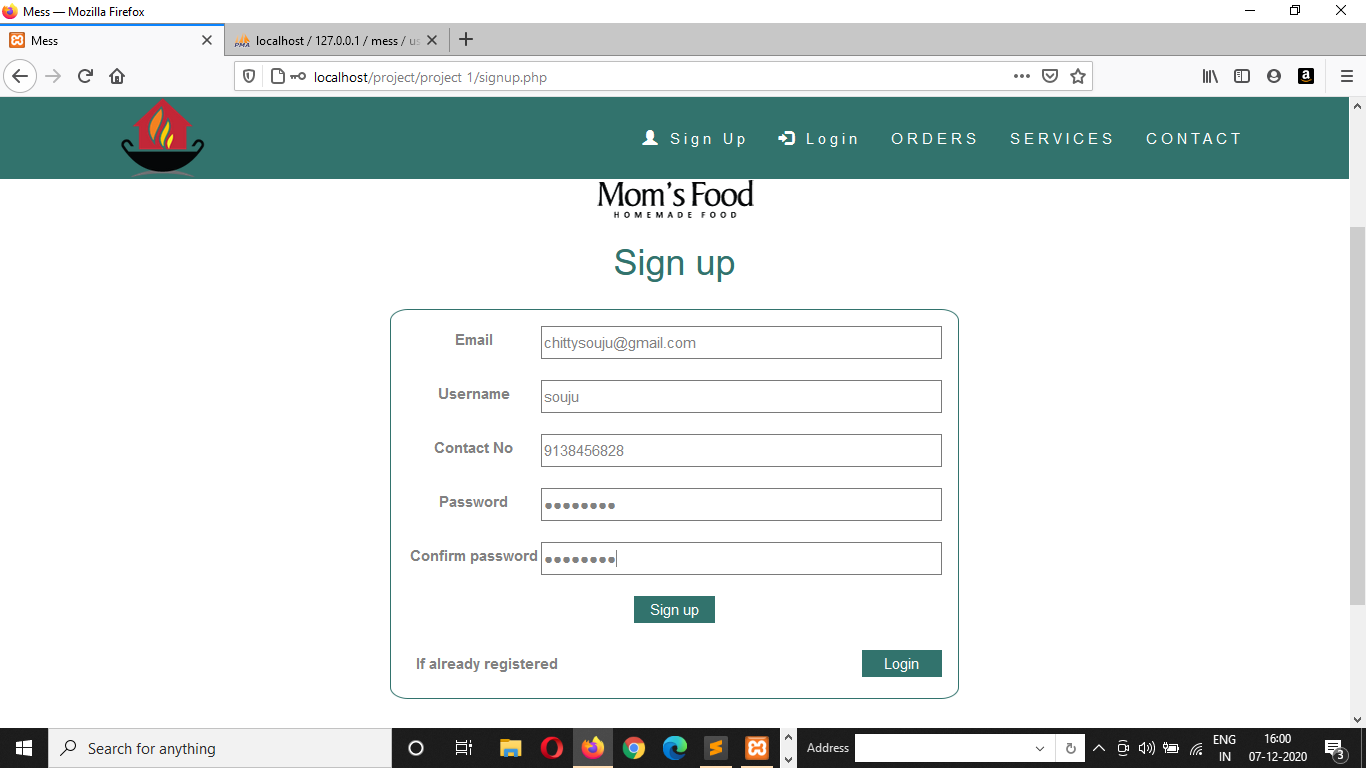 Mess — Mozilla Firefox
Mess
PMA localhost / 127.0.0.1 / mess / us
localhost/project/project 1/signup.php
Sign Up Login ORDERS SERVICES CONTACT
Mom's Food
HOMEMADE FOOD
Sign up
Email chittysouju@gmail.com
Username souju
Contact No 9138456828
Password ●●●●●●●●
Confirm password ●●●●●●●●
Sign up
If already registered Login
Search for anything
Address
ENG
IN
16:00
07-12-2020
3